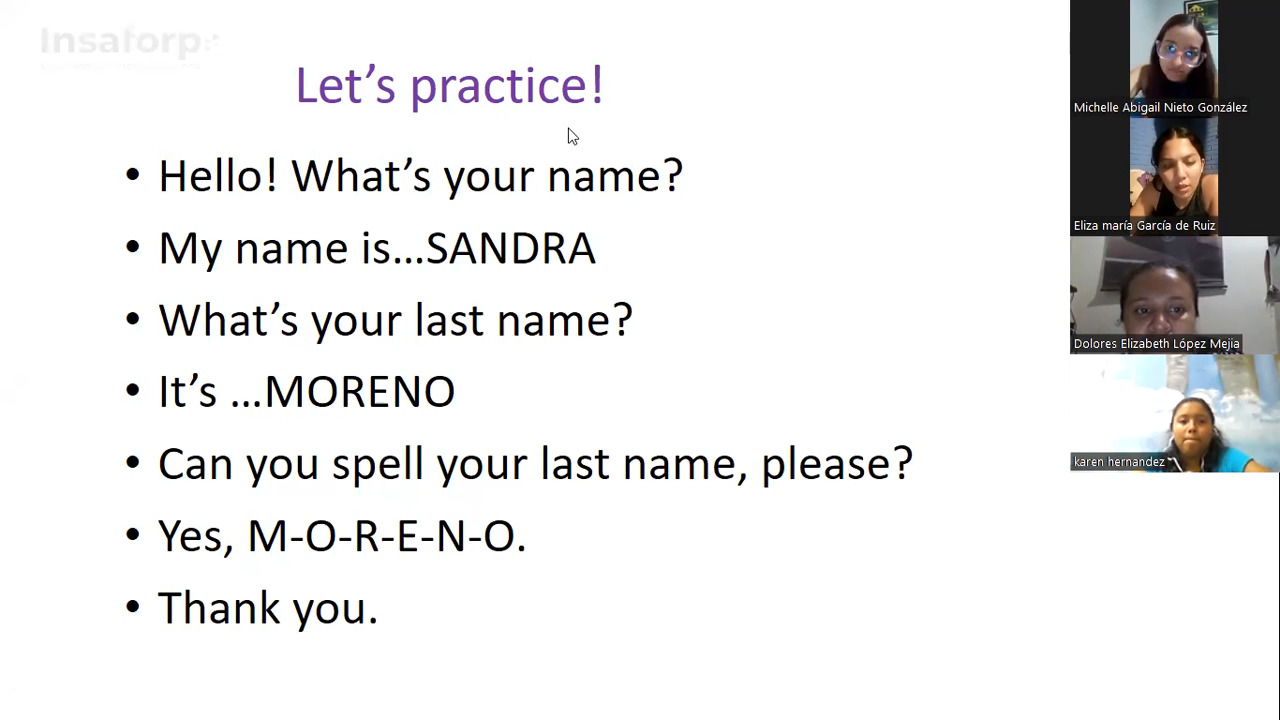 Insaforp
Let's practice!
• Hello! What's your name?
• My name is...SANDRA
• What's your last name?
• It's ...MORENO
• Can you spell your last name, please?
• Yes, M-O-R-E-N-O.
• Thank you.
Michelle Abigail Nieto González
Eliza maría García de Ruiz
Dolores Elizabeth López Mejia
karen hernandez